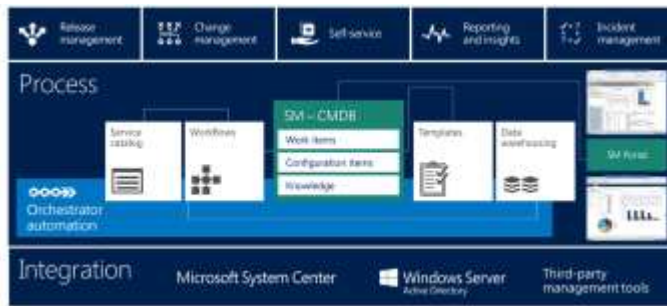 Release
management
Change
management
Self-service
Reporting
and insights
Incident
management
Process
Service
catalog
Workflows
SM – CMDB
Work items
Configuration items
Knowledge
Templates
Data
warehousing
SM Portal
Orchestrator
automation
Integration
Microsoft System Center
Windows Server
Active Directory
Third-party
management tools